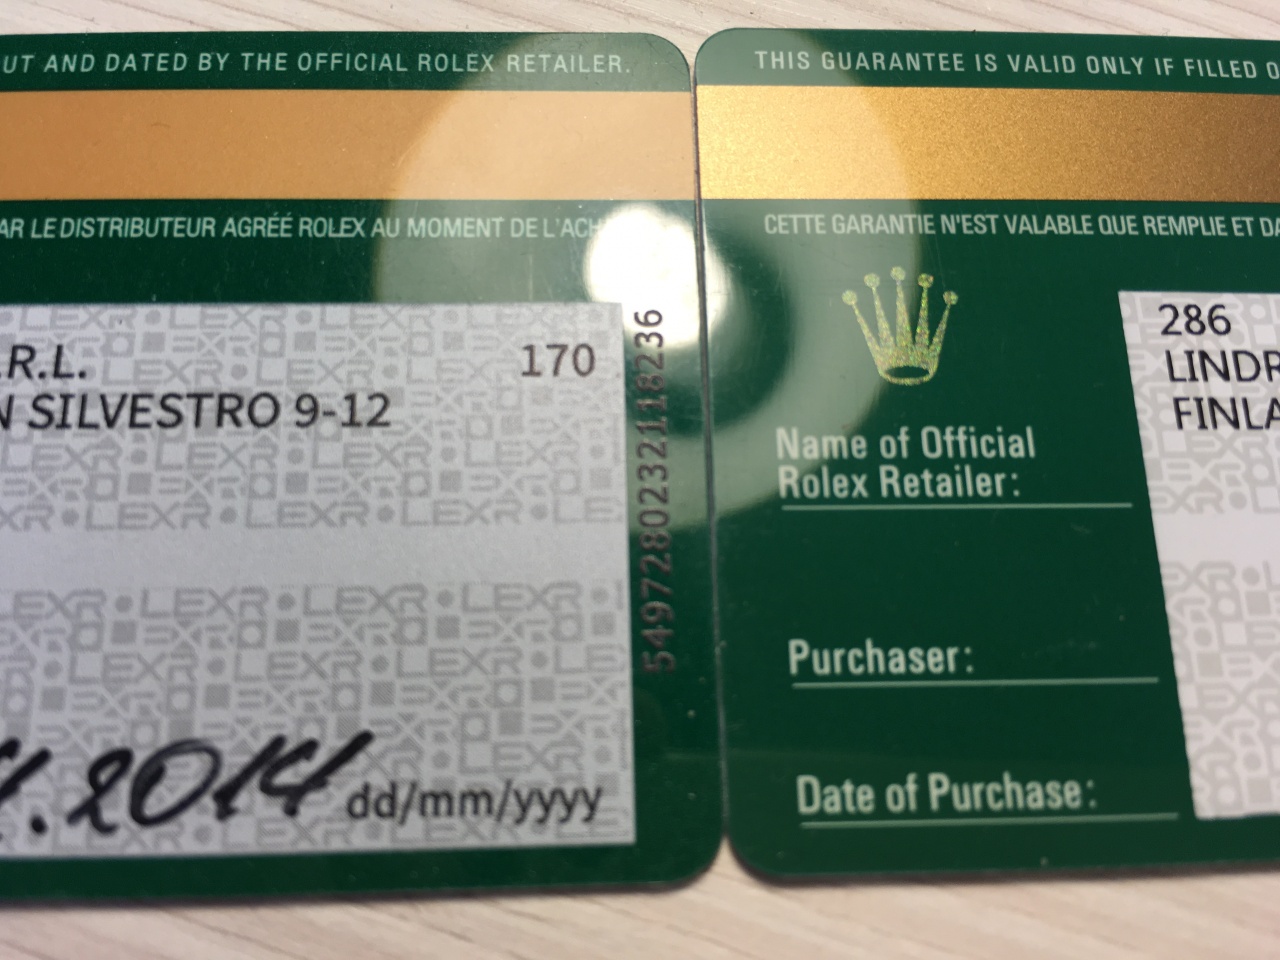 UT AND DATED BY THE OFFICIAL ROLEX RETAILER.
AR LE DISTRIBUTEUR AGRÉÉ ROLEX AU MOMENT DE L'ACH
.R.L. 170
N SILVESTRO 9-12
2014 dd/mm/yyyy
THIS GUARANTEE IS VALID ONLY IF FILLED O
CETTE GARANTIE N'EST VALABLE QUE REMPLIE ET DA
286
LINDR
FINLA
Name of Official
Rolex Retailer:
Purchaser:
Date of Purchase: